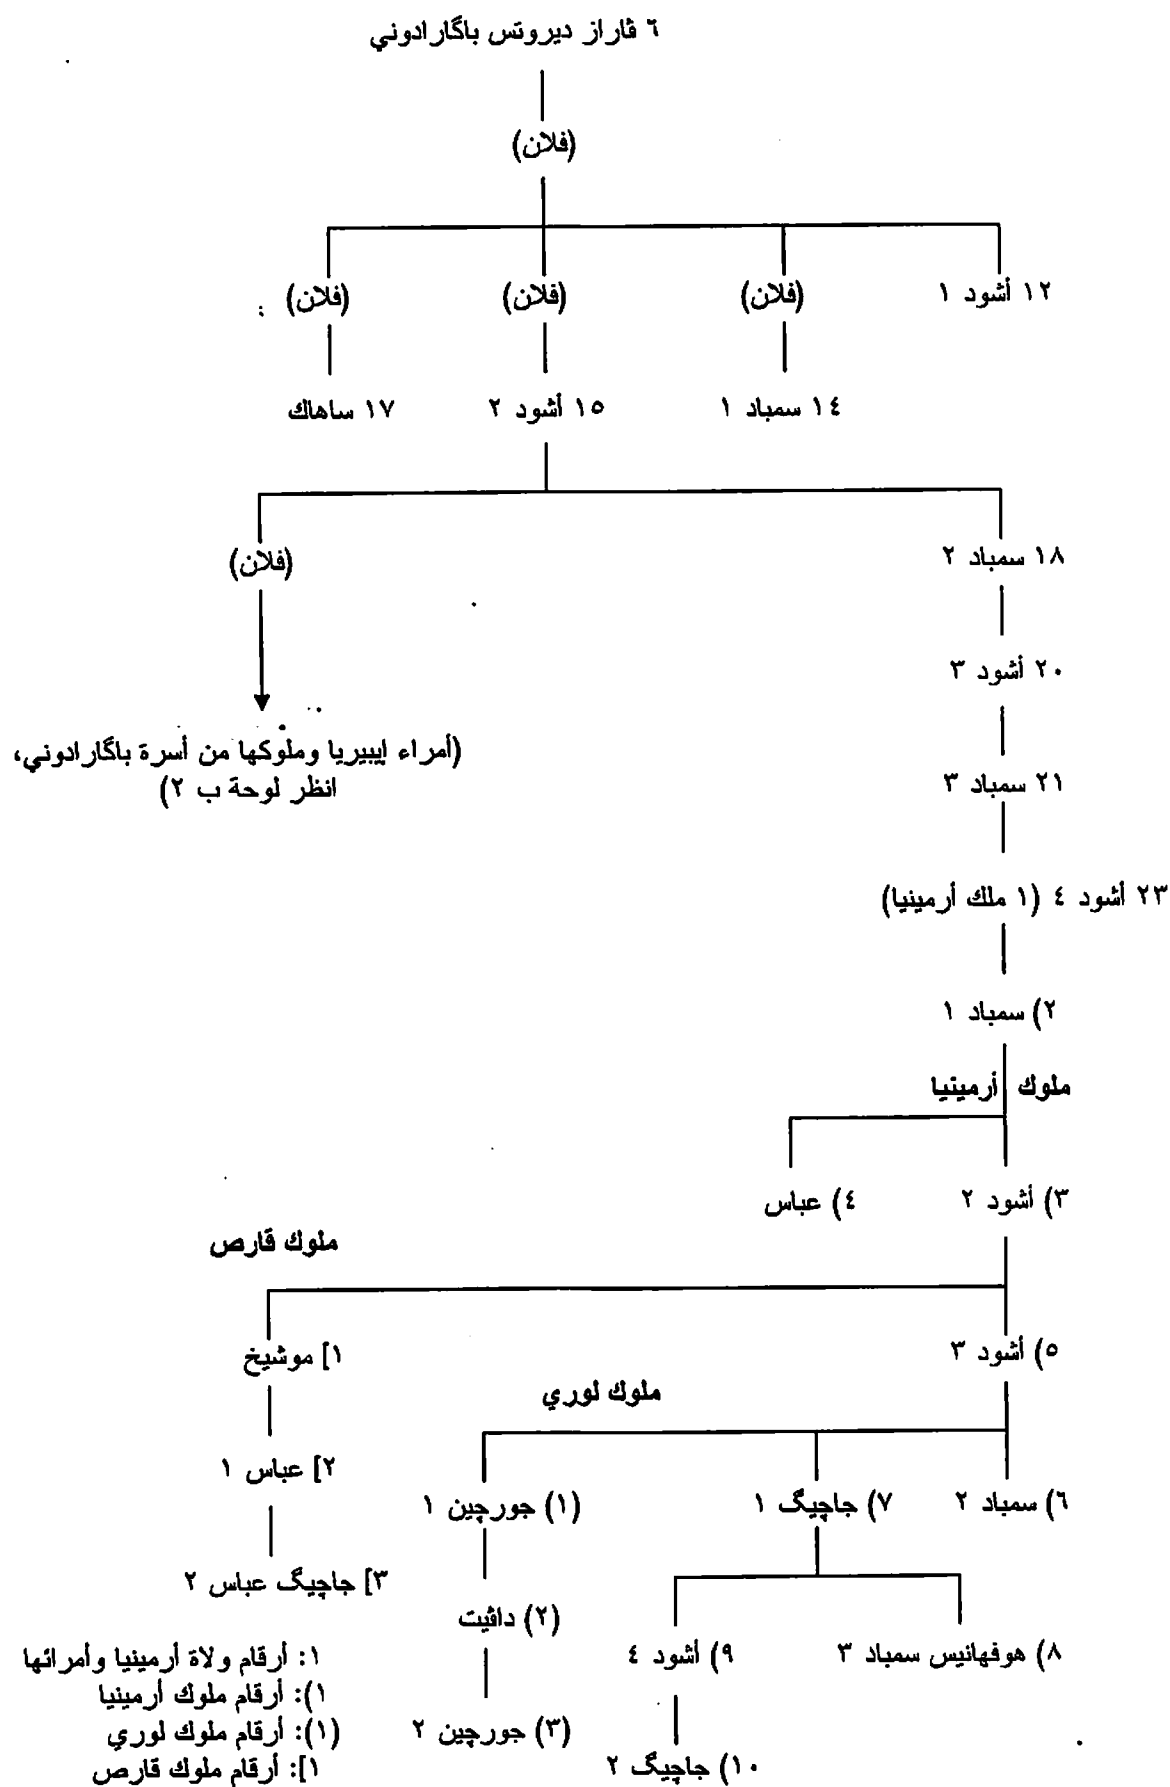 ٦ ڤاراز ديروتس باگارادوني
(فلان)
١٢ أشود ١
(فلان)
(فلان)
(فلان)
١٤ سمباد ١
١٥ أشود ٢
١٧ ساهاك
١٨ سمباد ٢
(فلان)
٢٠ أشود ٣
(أمراء إيبيريا وملوكها من أسرة باگارادوني،
انظر لوحة ب ٢)
٢١ سمباد ٣
٢٣ أشود ٤ (١ ملك أرمينيا)
٢) سمباد ١
ملوك أرمينيا
٣) أشود ٢
٤) عباس
ملوك قارص
٥) أشود ٣
١] موشيخ
ملوك لوري
٢] عباس ١
٦) سمباد ٢
٧) جاچيگ ١
(١) جورچين ١
٣] جاچيگ عباس ٢
(٢) داڤيت
٨) هوفهانيس سمباد ٣
٩) أشود ٤
(٣) جورچين ٢
١٠) جاچيگ ٢
١: أرقام ولاة أرمينيا وأمرائها
١): أرقام ملوك أرمينيا
(١): أرقام ملوك لوري
١]: أرقام ملوك قارص